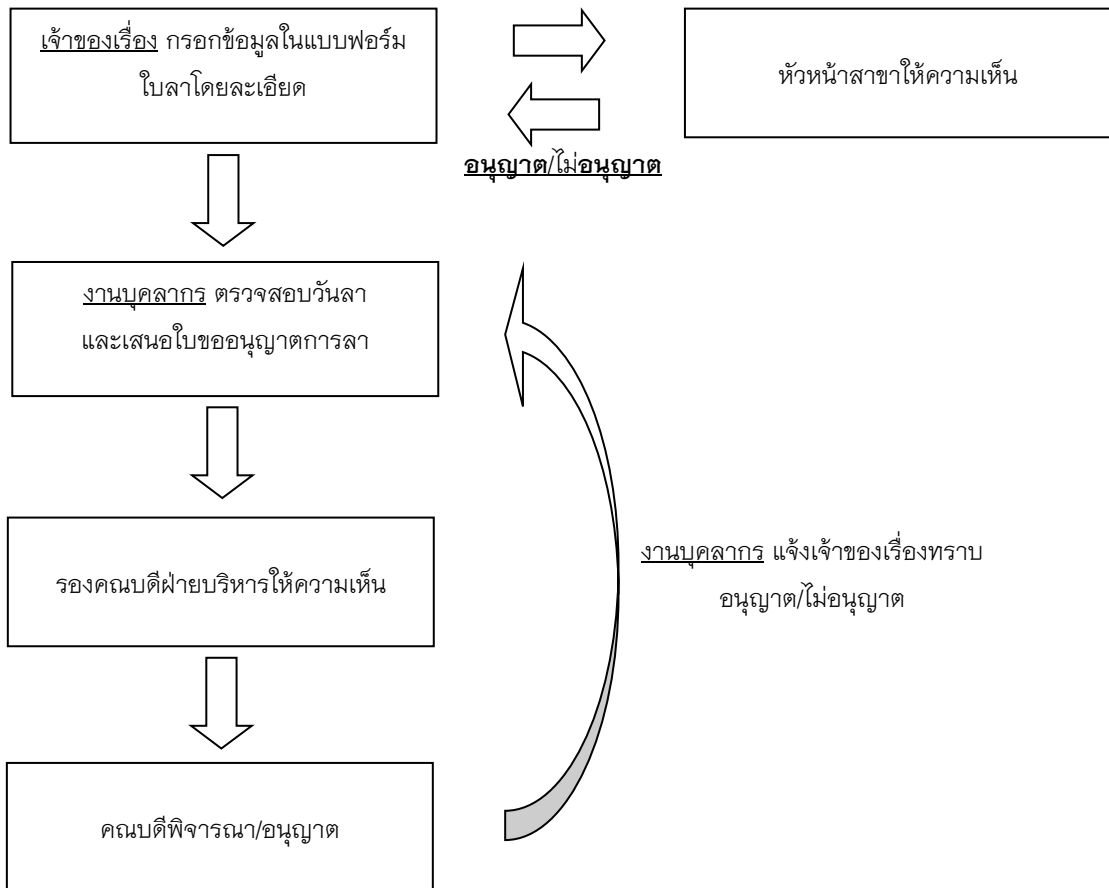 เจ้าของเรื่อง กรอกข้อมูลในแบบฟอร์ม
ใบลาโดยละเอียด
หัวหน้าสาขาให้ความเห็น
อนุญาต/ไม่อนุญาต
งานบุคลากร ตรวจสอบวันลา
และเสนอใบขออนุญาตการลา
รองคณบดีฝ่ายบริหารให้ความเห็น
งานบุคลากร แจ้งเจ้าของเรื่องทราบ
อนุญาต/ไม่อนุญาต
คณบดีพิจารณา/อนุญาต